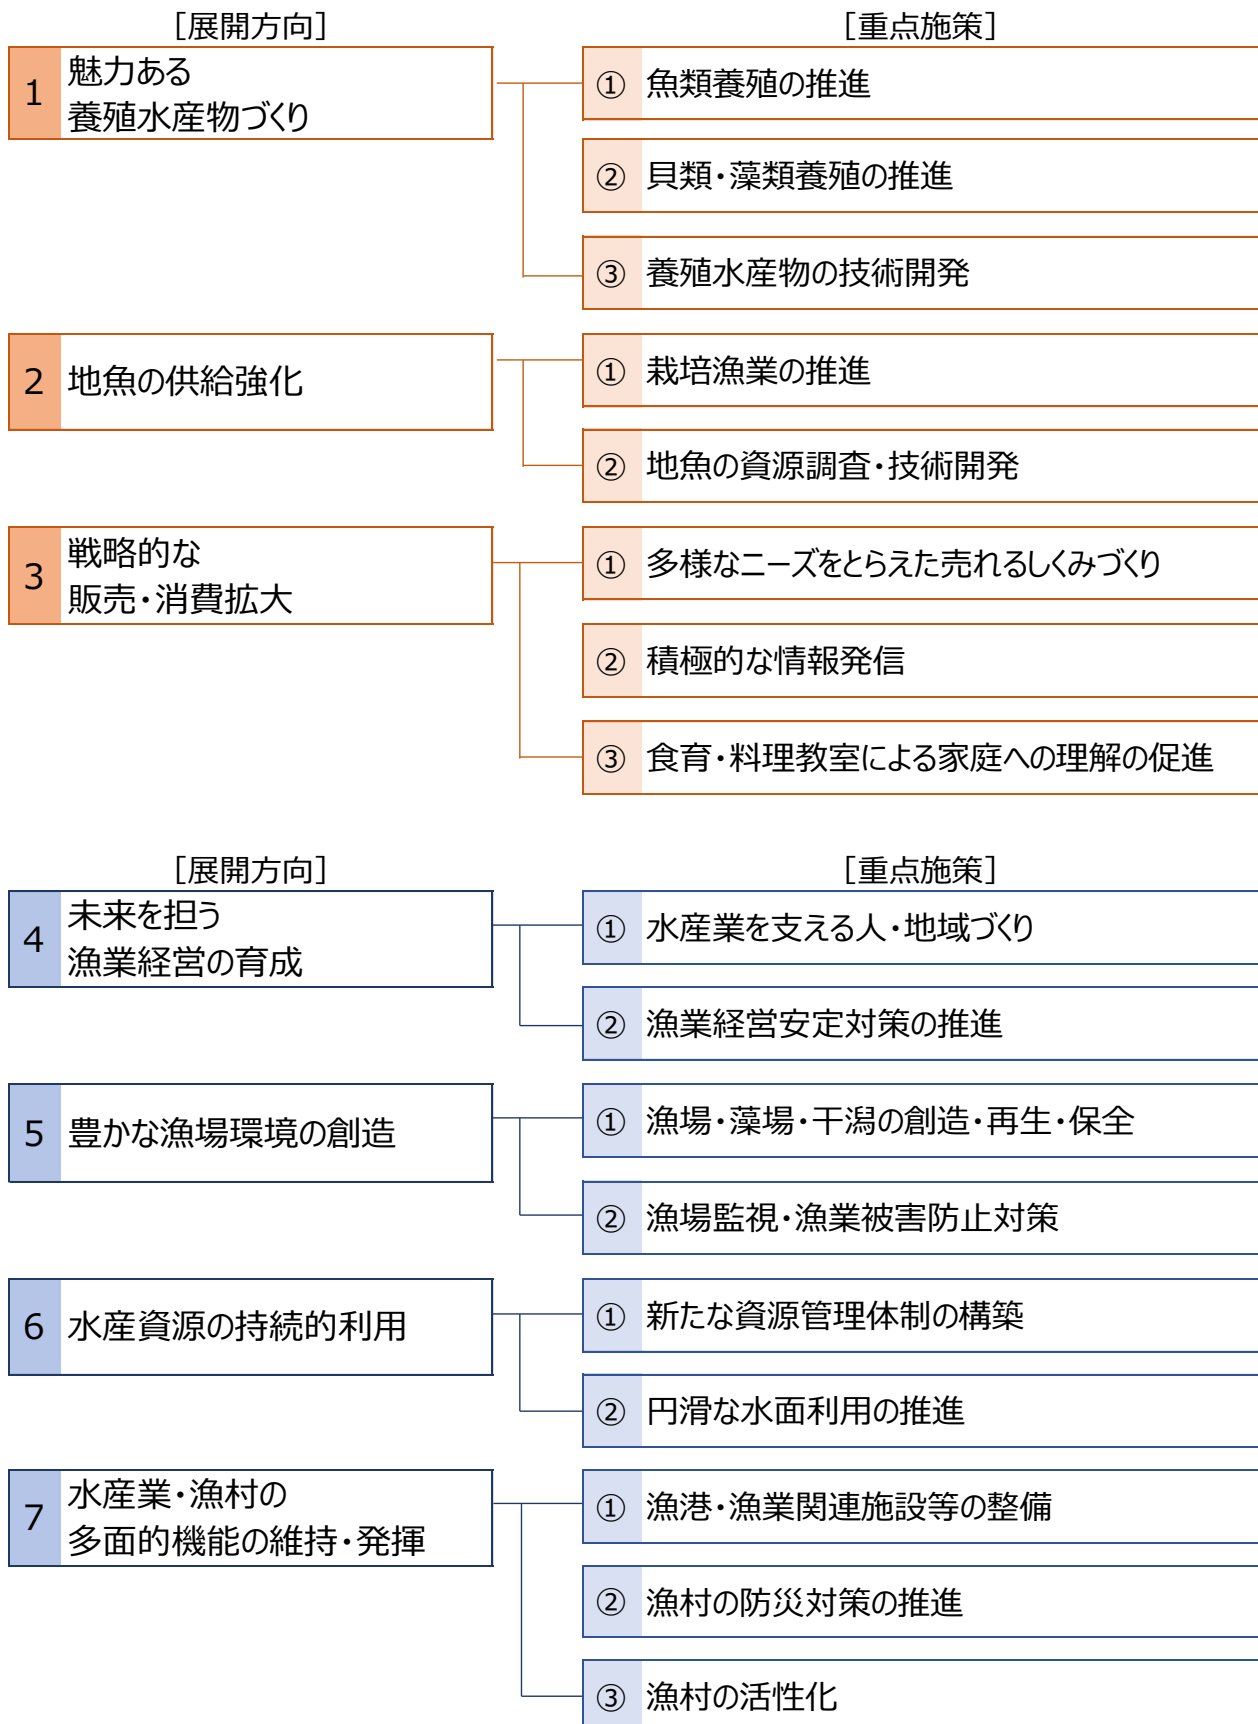 ［展開方向］ ［重点施策］
1 魅力ある
養殖水産物づくり
① 魚類養殖の推進
② 貝類・藻類養殖の推進
③ 養殖水産物の技術開発
2 地魚の供給強化
① 栽培漁業の推進
② 地魚の資源調査・技術開発
3 戦略的な
販売・消費拡大
① 多様なニーズをとらえた売れるしくみづくり
② 積極的な情報発信
③ 食育・料理教室による家庭への理解の促進
［展開方向］ ［重点施策］
4 未来を担う
漁業経営の育成
① 水産業を支える人・地域づくり
② 漁業経営安定対策の推進
5 豊かな漁場環境の創造
① 漁場・藻場・干潟の創造・再生・保全
② 漁場監視・漁業被害防止対策
6 水産資源の持続的利用
① 新たな資源管理体制の構築
② 円滑な水面利用の推進
7 水産業・漁村の
多面的機能の維持・発揮
① 漁港・漁業関連施設等の整備
② 漁村の防災対策の推進
③ 漁村の活性化